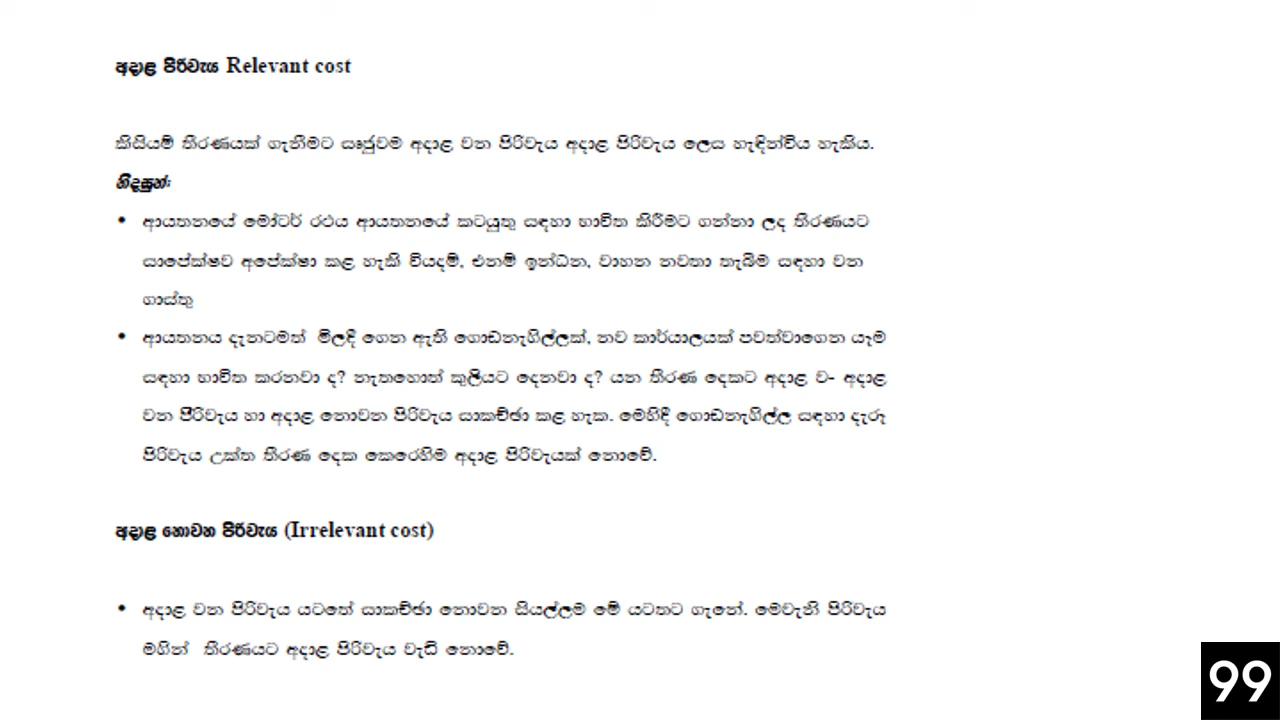 අදාළ පිරිවැය Relevant cost
කිසියම් තීරණයක් ගැනීමට සෘජුවම අදාළ වන පිරිවැය අදාළ පිරිවැය ලෙස හැඳින්විය හැකිය.
නිදසුන්:
• ආයතනයේ මෝටර් රථය ආයතනයේ කටයුතු සඳහා භාවිත කිරීමට ගන්නා ලද තීරණයට
සාපේක්ෂව අපේක්ෂා කළ හැකි වියදම්, එනම් ඉන්ධන, වාහන නවතා තැබීම සඳහා වන
ගාස්තු
• ආයතනය දැනටමත් මිලදී ගෙන ඇති ගොඩනැගිල්ලක්, නව කාර්යාලයක් පවත්වාගෙන යෑම
සඳහා භාවිත කරනවා ද? නැතහොත් කුලියට දෙනවා ද? යන තීරණ දෙකට අදාළ ව- අදාළ
වන පිරිවැය හා අදාළ නොවන පිරිවැය සාකච්ඡා කළ හැක. මෙහිදී ගොඩනැගිල්ල සඳහා දැරූ
පිරිවැය උක්ත තීරණ දෙක කෙරෙහිම අදාළ පිරිවැයක් නොවේ.
අදාළ නොවන පිරිවැය (Irrelevant cost)
• අදාළ වන පිරිවැය යටතේ සාකච්ඡා නොවන සියල්ලම මේ යටතට ගැනේ. මෙවැනි පිරිවැය
මගින් තීරණයට අදාළ පිරිවැය වැඩි නොවේ.
99